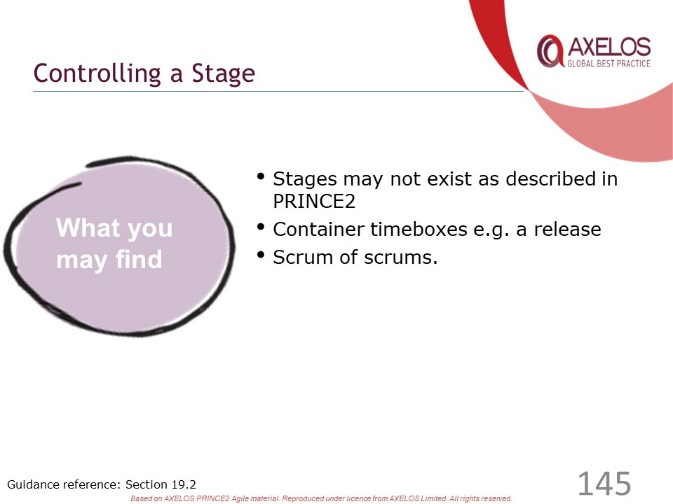 AXELOS
GLOBAL BEST PRACTICE
Controlling a Stage
What you
may find
• Stages may not exist as described in
PRINCE2
• Container timeboxes e.g. a release
• Scrum of scrums.
Guidance reference: Section 19.2
145
Based on AXELOS PRINCE2 Agile material. Reproduced under licence from AXELOS Limited. All rights reserved.